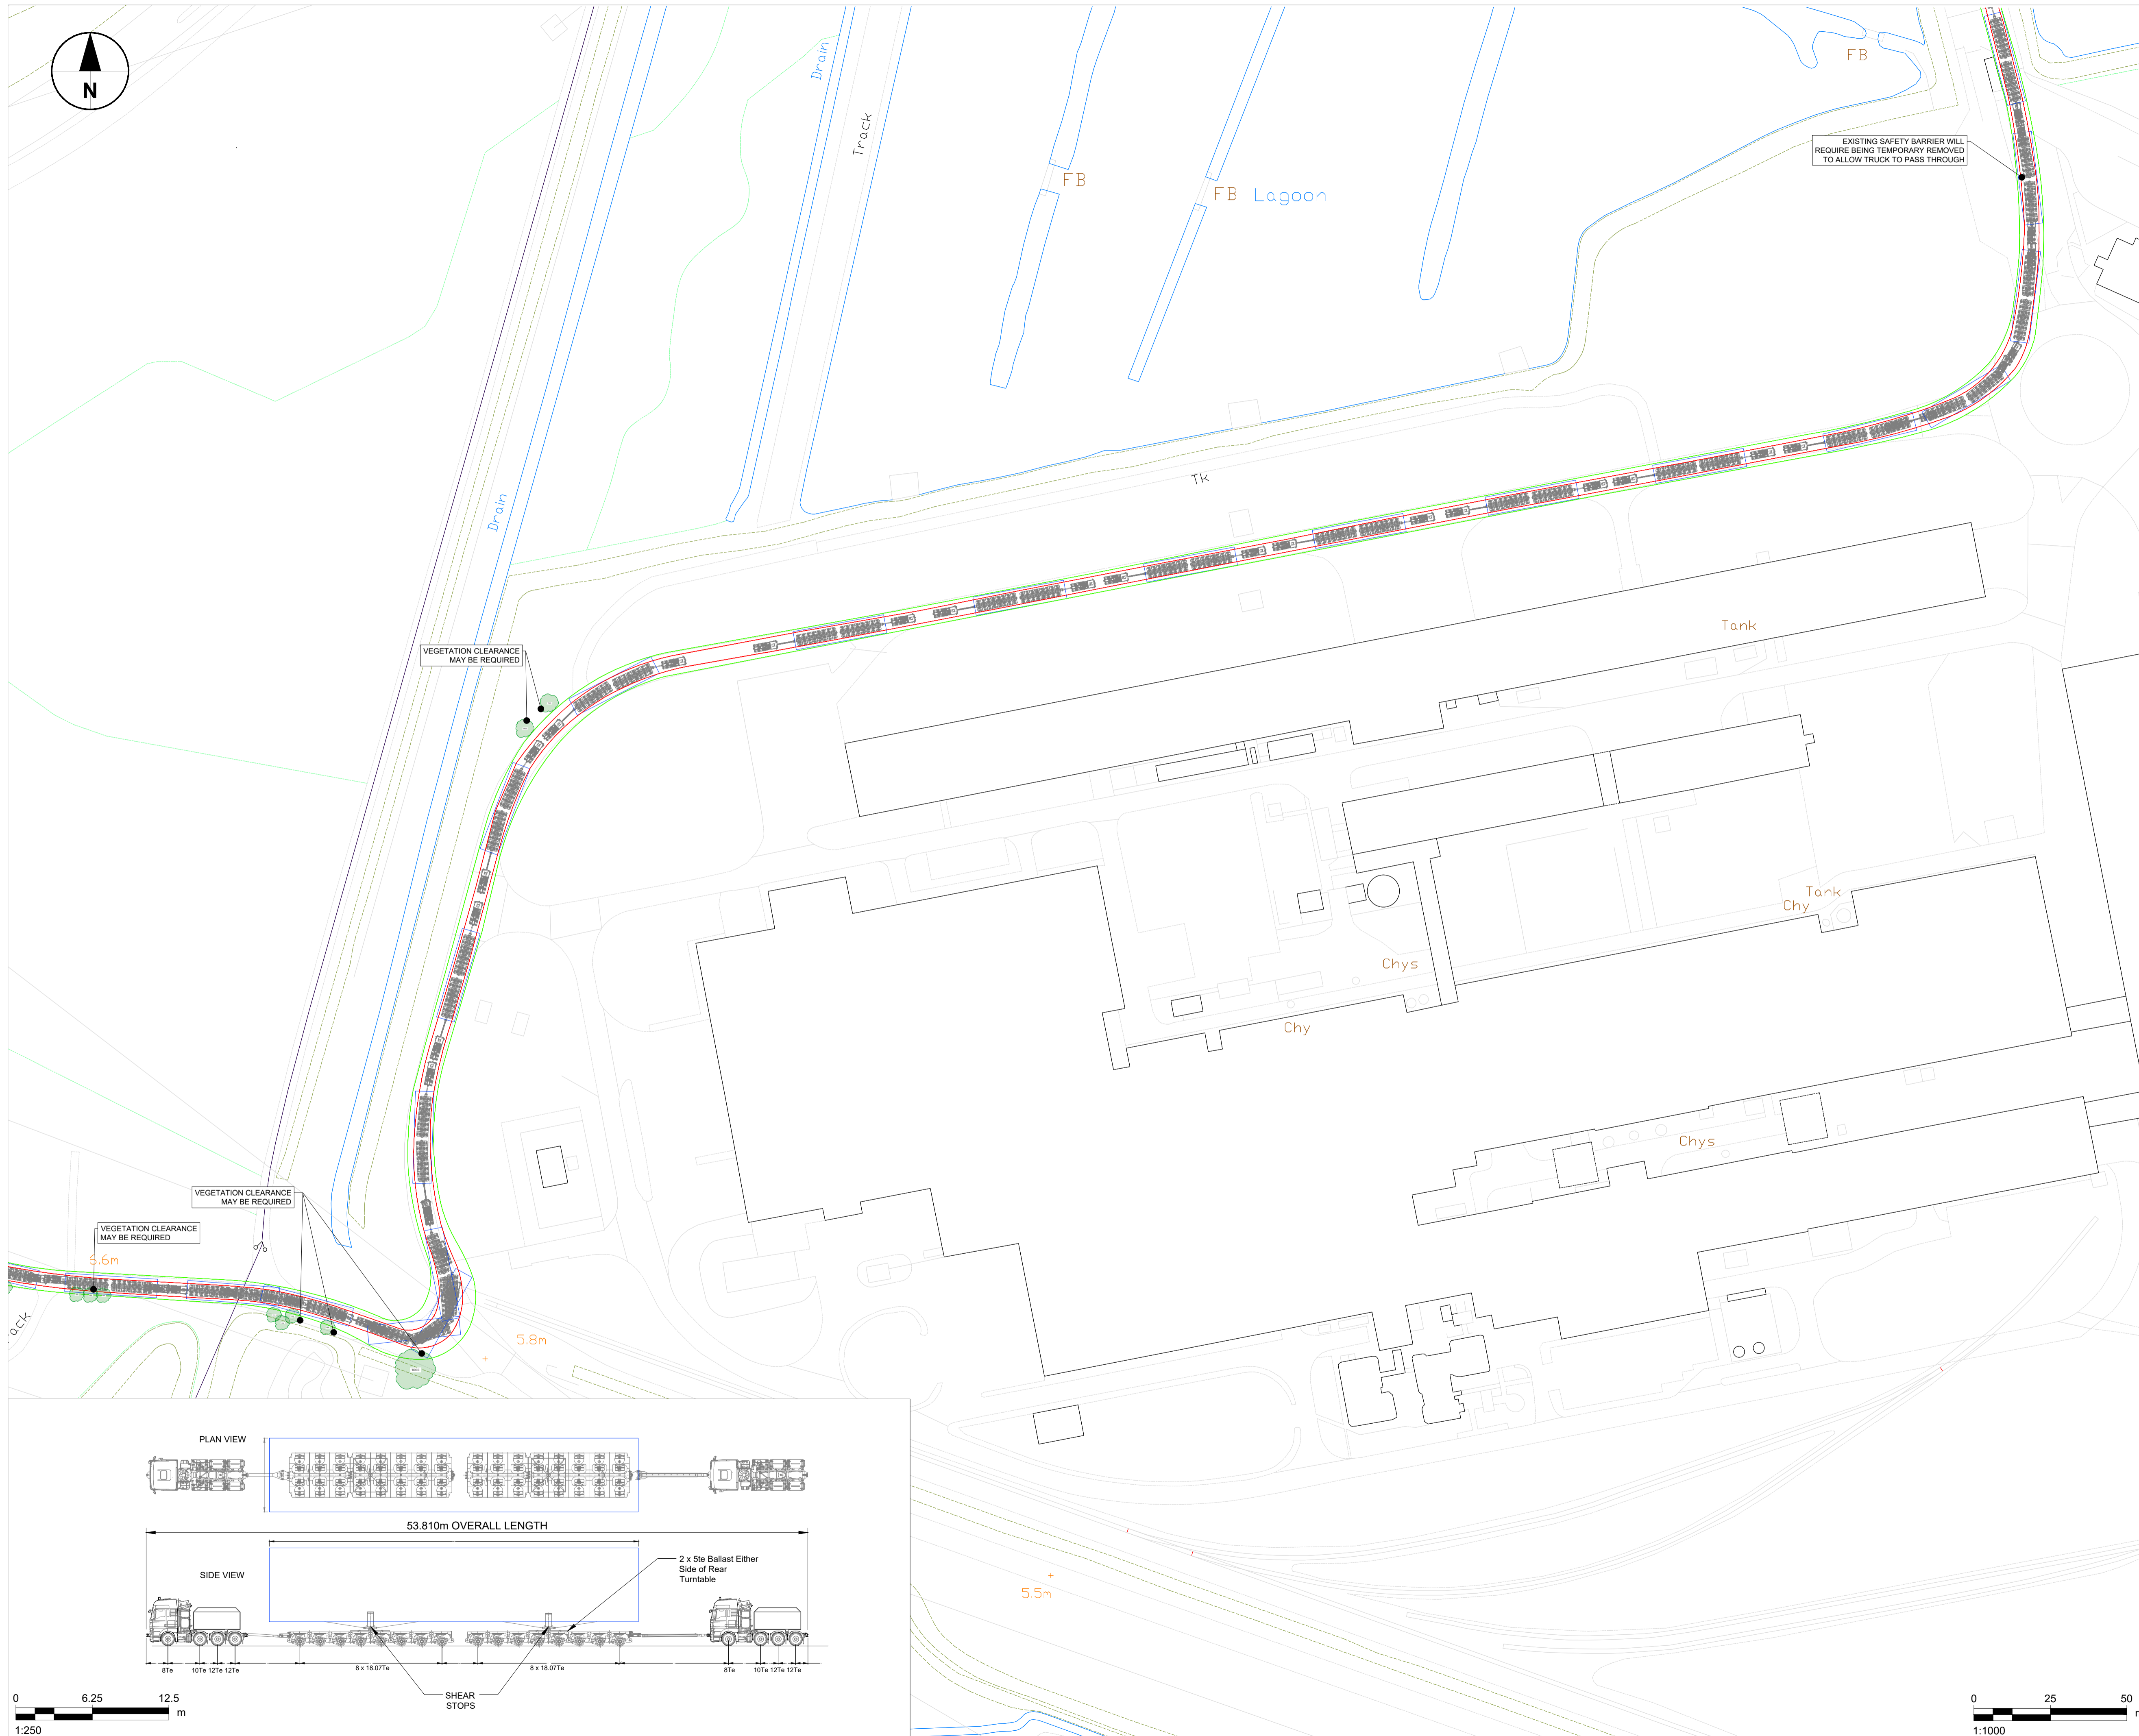 N
Drain
Track
FB
FB
FB Lagoon
EXISTING SAFETY BARRIER WILL
REQUIRE BEING TEMPORARY REMOVED
TO ALLOW TRUCK TO PASS THROUGH
Drain
Tk
Tank
VEGETATION CLEARANCE
MAY BE REQUIRED
Tank
Chy
Chys
Chy
Chys
VEGETATION CLEARANCE
MAY BE REQUIRED
VEGETATION CLEARANCE
MAY BE REQUIRED
6.6m
ack
5.8m
5.5m
PLAN VIEW
53.810m OVERALL LENGTH
SIDE VIEW
2 x 5te Ballast Either
Side of Rear
Turntable
8Te 10Te 12Te 12Te
8 x 18.07Te
8 x 18.07Te
8Te 10Te 12Te 12Te
SHEAR
STOPS
0 6.25 12.5
m
1:250
0 25 50
1:1000